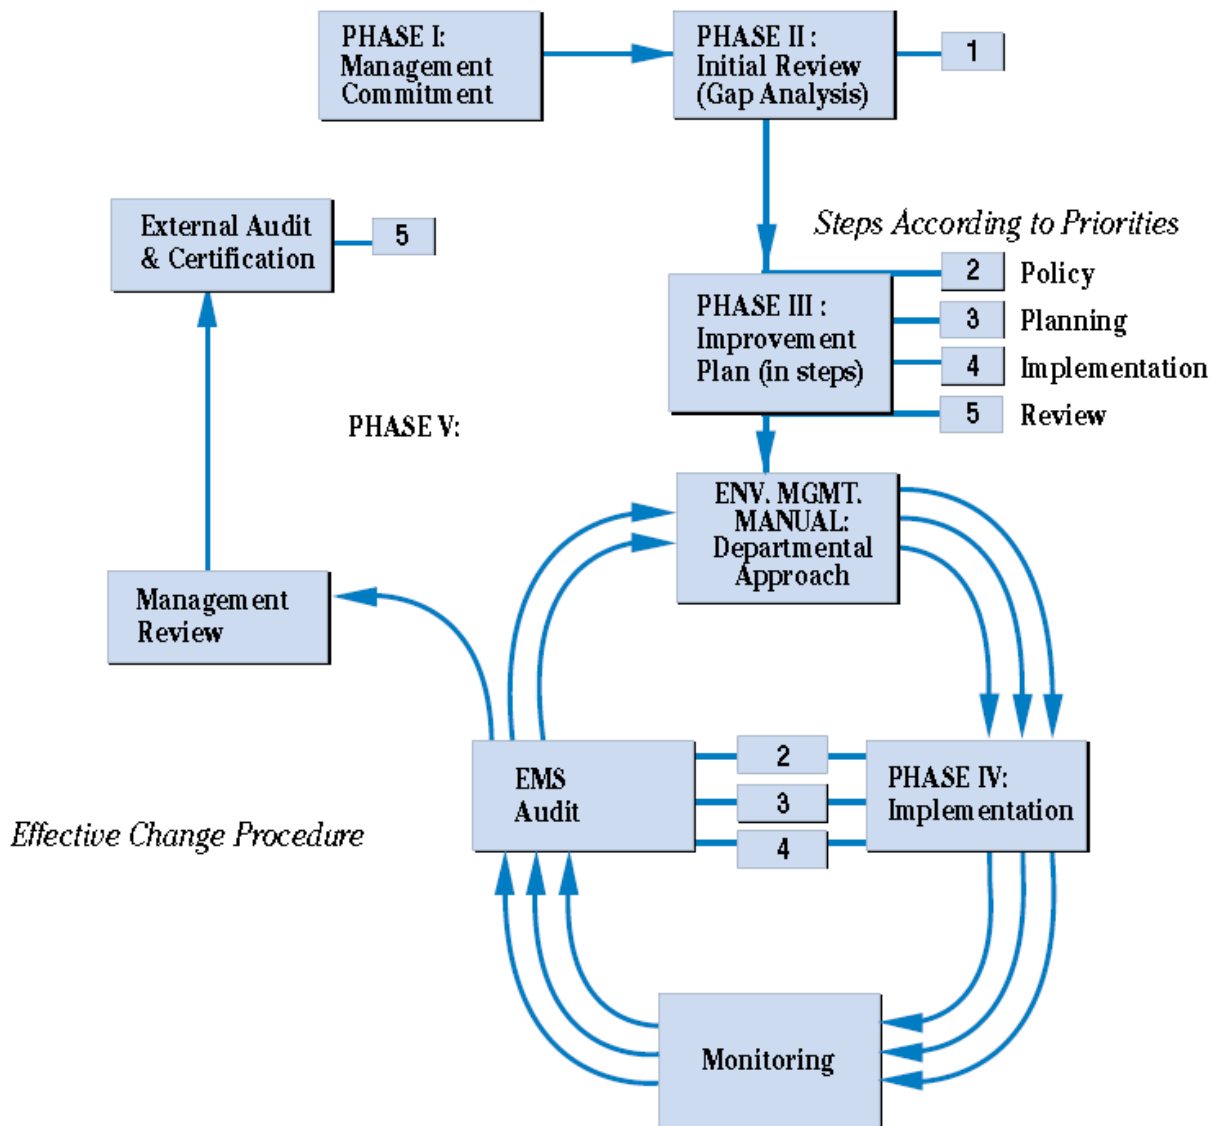 PHASE I:
Management
Commitment
PHASE II :
Initial Review
(Gap Analysis)
1
External Audit
& Certification
5
Steps According to Priorities
2 Policy
PHASE III :
Improvement
Plan (in steps)
3 Planning
4 Implementation
5 Review
PHASE V:
ENV. MGMT.
MANUAL:
Departmental
Approach
Management
Review
EMS
Audit
2
3
4
PHASE IV:
Implementation
Effective Change Procedure
Monitoring